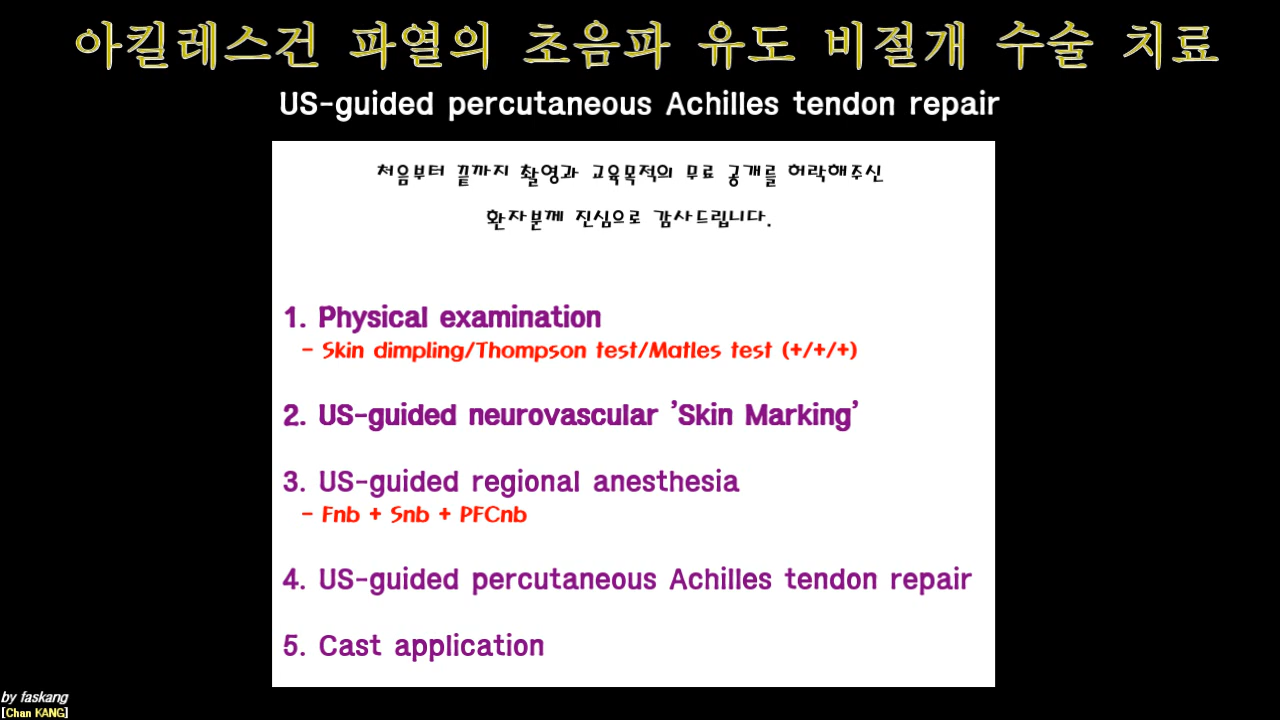 아킬레스건 파열의 초음파 유도 비절개 수술 치료
US-guided percutaneous Achilles tendon repair
처음부터 끝까지 촬영과 교육목적의 무료 공개를 허락해주신
환자분께 진심으로 감사드립니다.
1. Physical examination
- Skin dimpling/Thompson test/Matles test (+/+/+)
2. US-guided neurovascular 'Skin Marking'
3. US-guided regional anesthesia
- Fnb + Snb + PFCnb
4. US-guided percutaneous Achilles tendon repair
5. Cast application
by faskang
[Chan KANG]